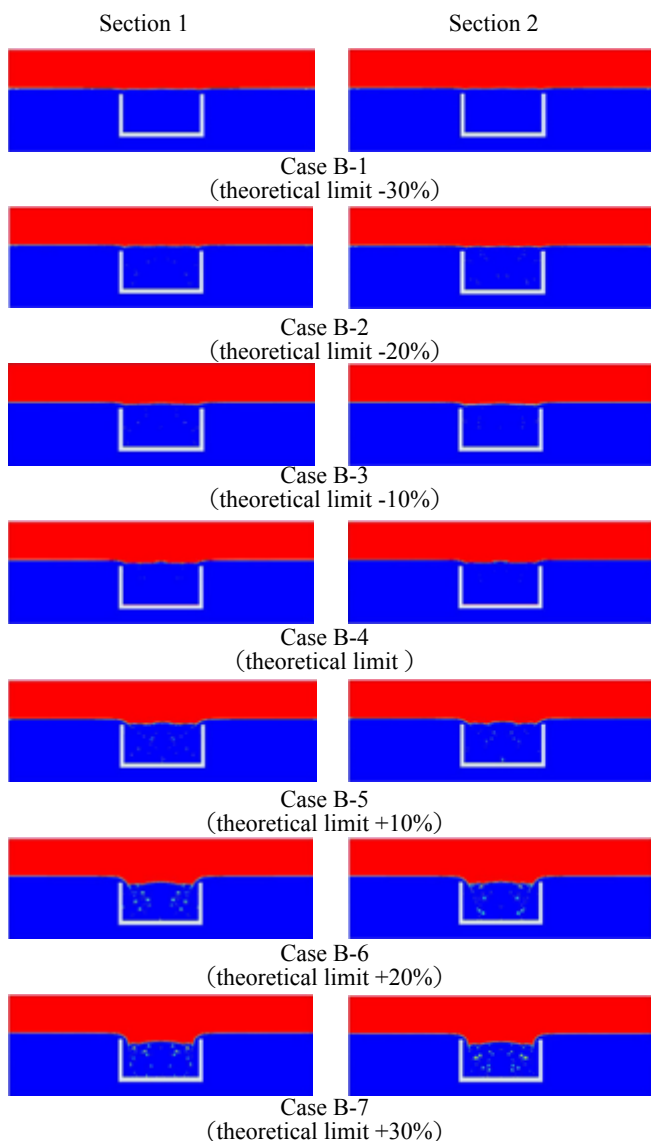 Section 1 Section 2
Case B-1
（theoretical limit -30%）
Case B-2
（theoretical limit -20%）
Case B-3
（theoretical limit -10%）
Case B-4
（theoretical limit ）
Case B-5
（theoretical limit +10%）
Case B-6
（theoretical limit +20%）
Case B-7
（theoretical limit +30%）